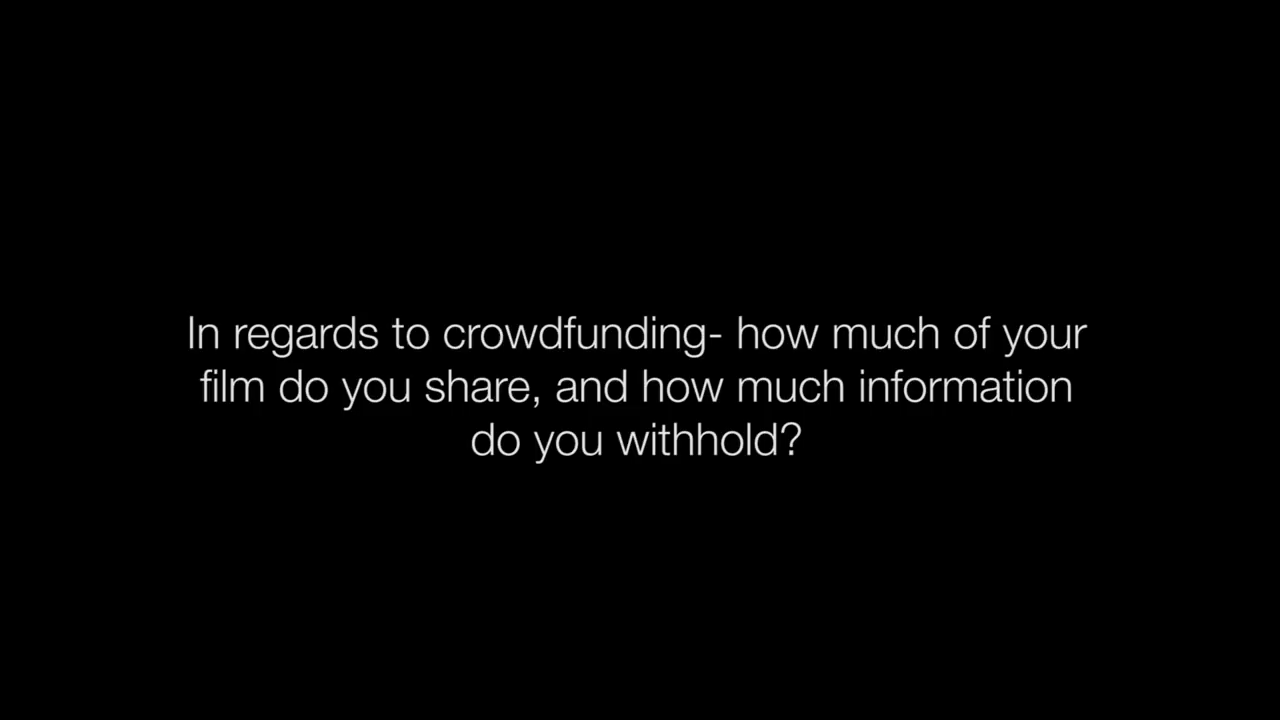 In regards to crowdfunding- how much of your
film do you share, and how much information
do you withhold?